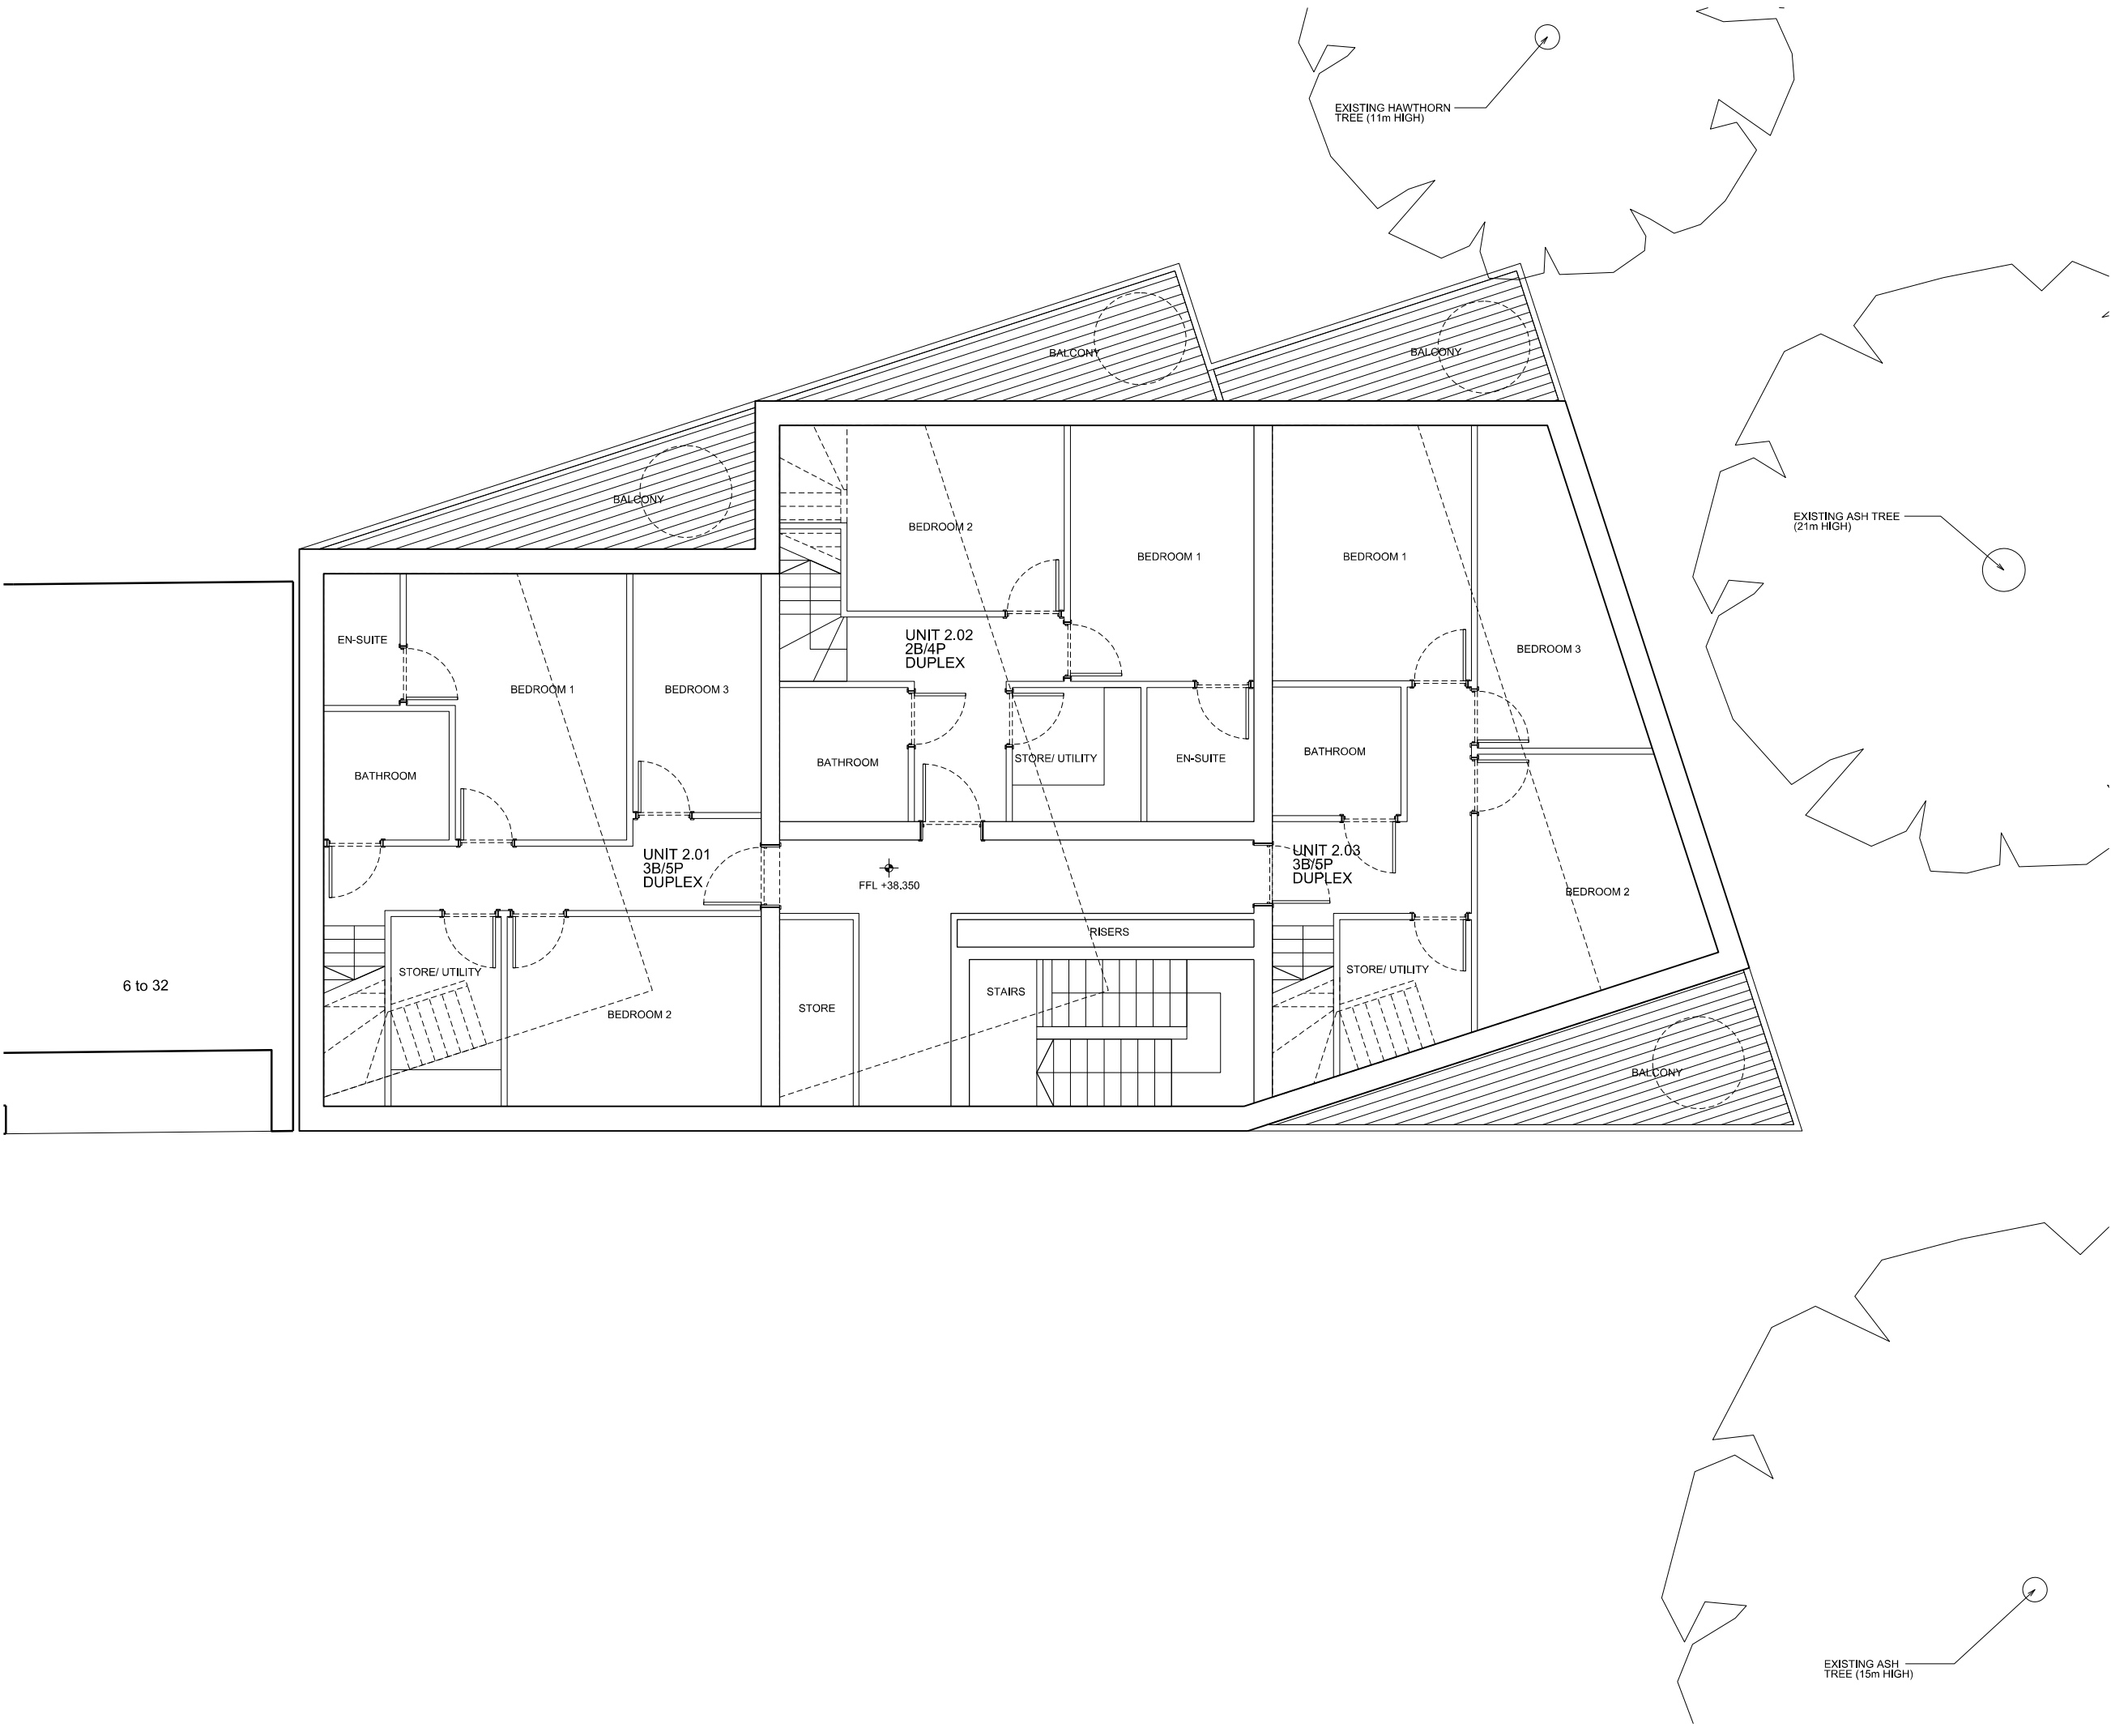 EXISTING HAWTHORN
TREE (11m HIGH)
BALCONY
BALCONY
BALCONY
EXISTING ASH TREE
(21m HIGH)
BEDROOM 2
BEDROOM 1
BEDROOM 1
EN-SUITE
UNIT 2.02
2B/4P
DUPLEX
BEDROOM 3
BEDROOM 1
BEDROOM 3
BATHROOM
BATHROOM
STORE/ UTILITY
EN-SUITE
BATHROOM
UNIT 2.01
3B/5P
DUPLEX
FFL +38.350
UNIT 2.03
3B/5P
DUPLEX
BEDROOM 2
RISERS
6 to 32
STORE/ UTILITY
STORE
STAIRS
STORE/ UTILITY
BEDROOM 2
BALCONY
EXISTING ASH
TREE (15m HIGH)